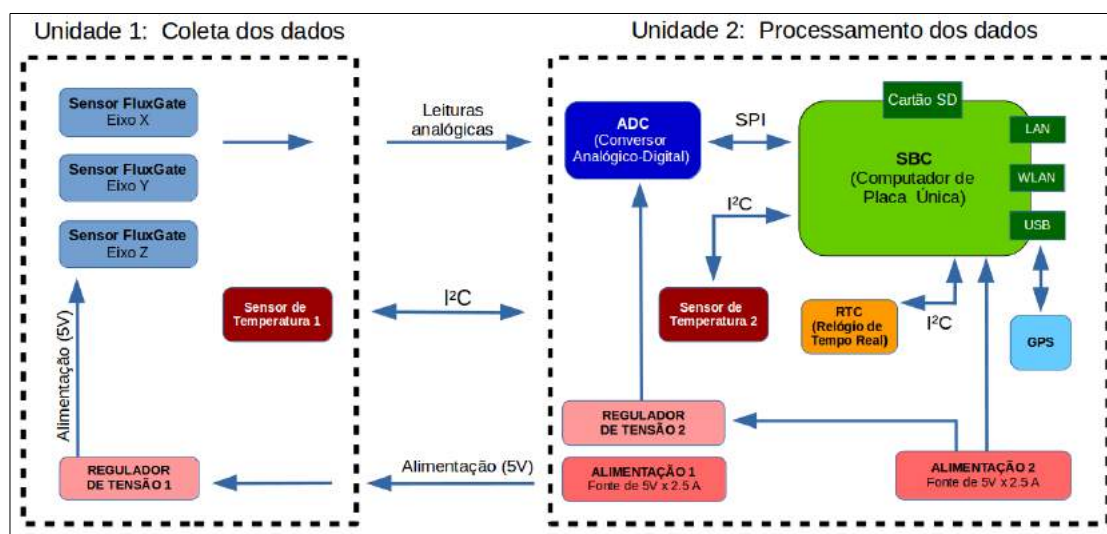 Unidade 1: Coleta dos dados
Sensor FluxGate
Eixo X
Sensor FluxGate
Eixo Y
Sensor FluxGate
Eixo Z
Sensor de
Temperatura 1
Alimentação (5V)
REGULADOR
DE TENSÃO 1
Leituras
analógicas
I²C
Alimentação (5V)
Unidade 2: Processamento dos dados
ADC
(Conversor
Analógico-Digital)
SPI
Cartão SD
SBC
(Computador de
Placa Única)
LAN
WLAN
USB
I²C
Sensor de
Temperatura 2
RTC
(Relógio de
Tempo Real)
I²C
GPS
REGULADOR
DE TENSÃO 2
ALIMENTAÇÃO 1
Fonte de 5V x 2.5 A
ALIMENTAÇÃO 2
Fonte de 5V x 2.5 A